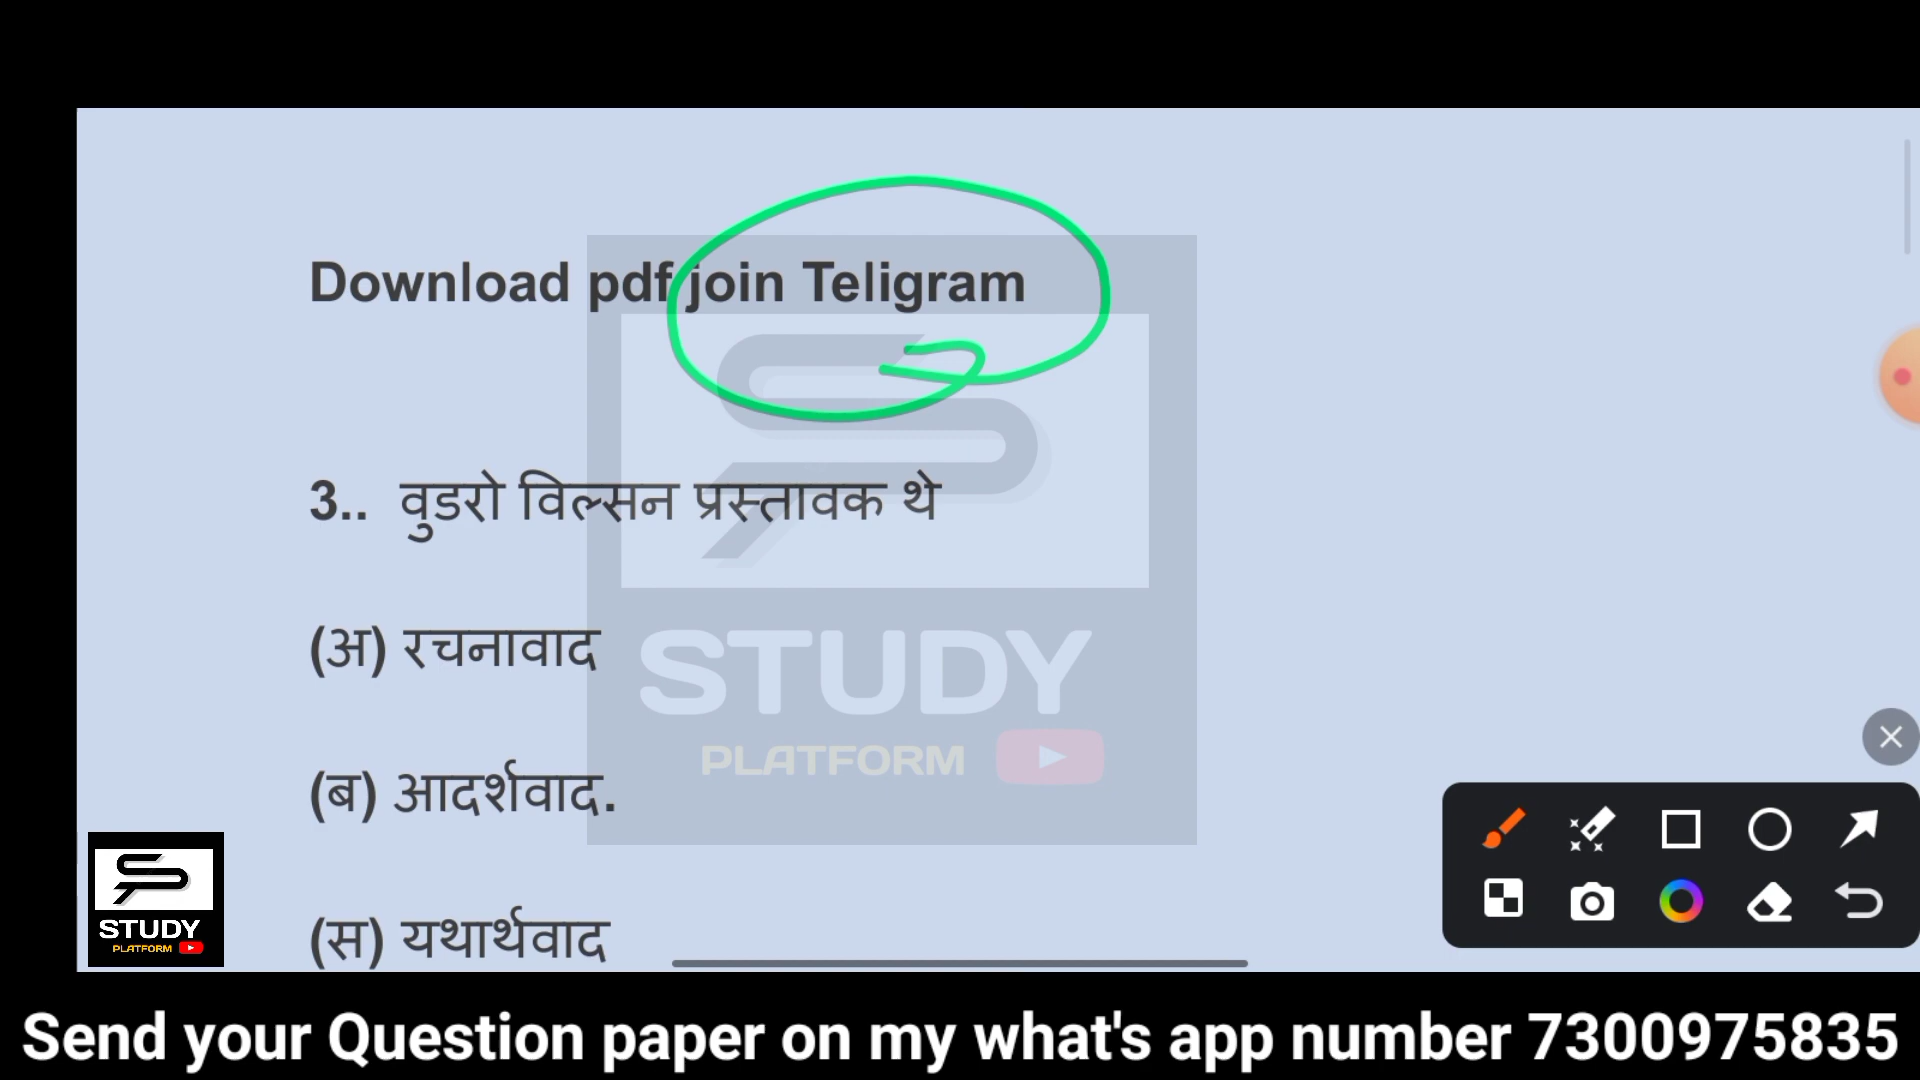 Download pdf join Teligram
3.. वुडरो विल्सन प्रस्तावक थे
(अ) रचनावाद
STUDY
PLATFORM
(ब) आदर्शवाद.
(स) यथार्थवाद
STUDY
PLATFORM
Send your Question paper on my what's app number 7300975835